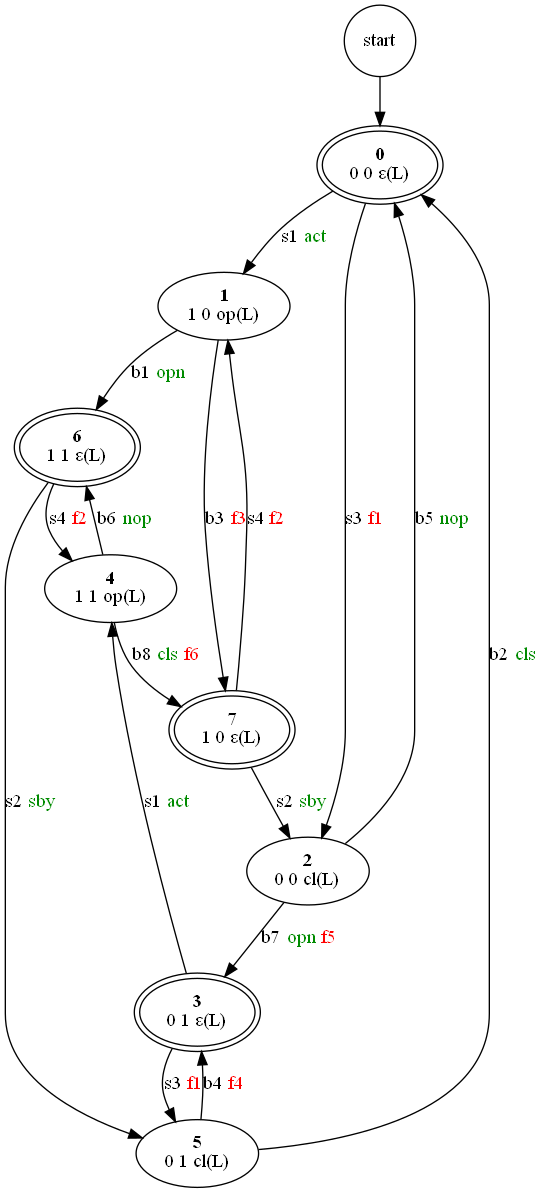 start
0
0 0 ε(L)
s1 act
1
1 0 op(L)
b1 opn
6
1 1 ε(L)
s4 f2
b6 nop
b3 f3
s4 f2
s3 f1
b5 nop
4
1 1 op(L)
b8 cls f6
b2 cls
7
1 0 ε(L)
s2 sby
s1 act
s2 sby
2
0 0 cl(L)
b7 opn f5
3
0 1 ε(L)
s3 f1
b4 f4
5
0 1 cl(L)